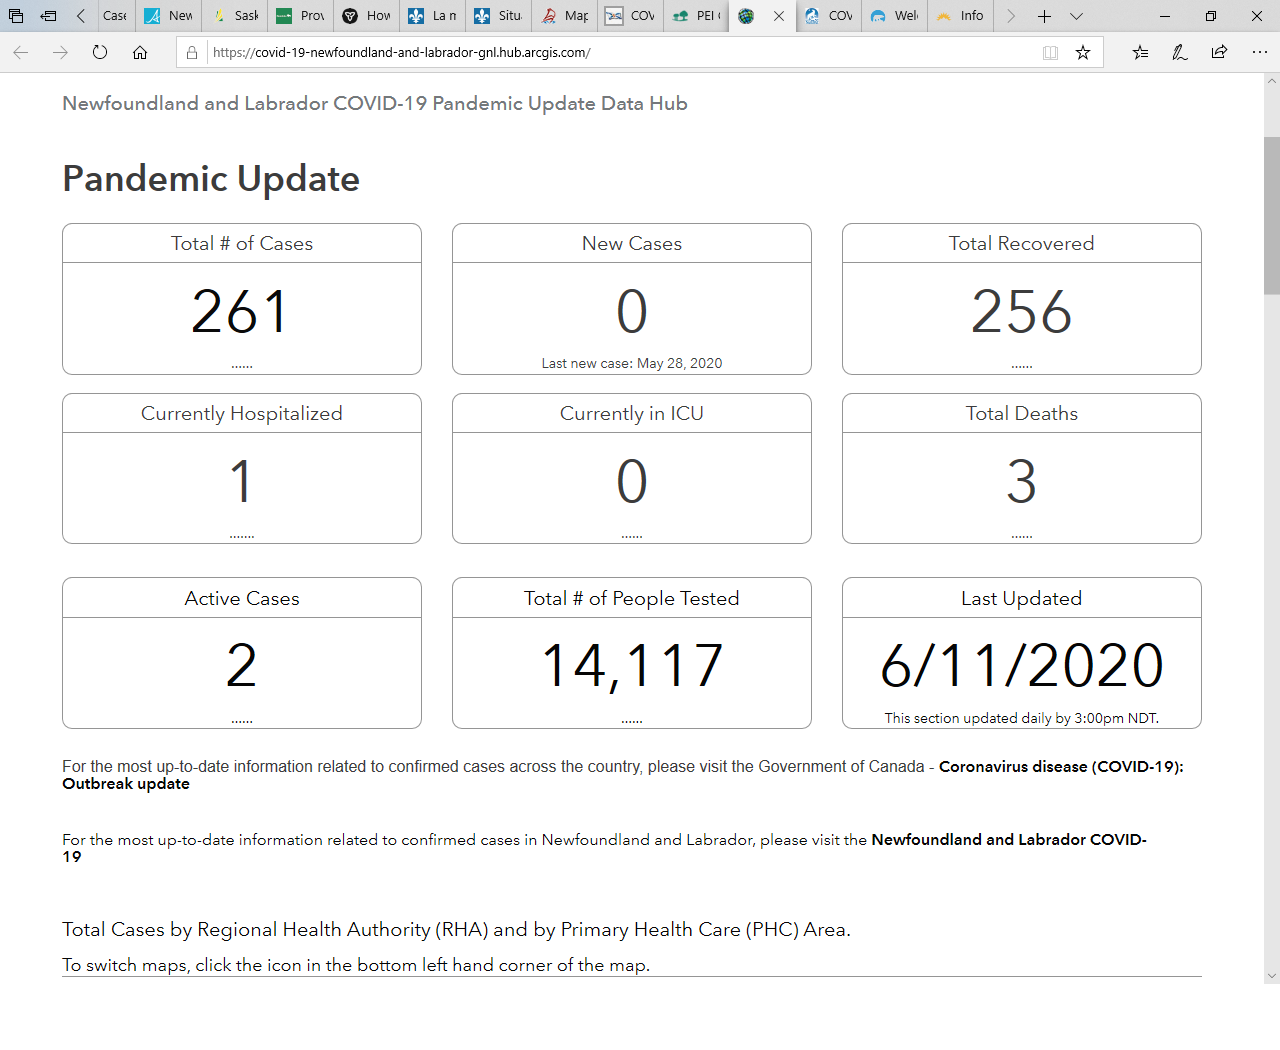 Case
New
Sask
Prov
How
La m
Situ
Map
COV
PEI
COV
Wel
Info
https://covid-19-newfoundland-and-labrador-gnl.hub.arcgis.com/
Newfoundland and Labrador COVID-19 Pandemic Update Data Hub
Pandemic Update
Total # of Cases
261
......
New Cases
0
Last new case: May 28, 2020
Total Recovered
256
......
Currently Hospitalized
1
.......
Currently in ICU
0
......
Total Deaths
3
......
Active Cases
2
......
Total # of People Tested
14,117
......
Last Updated
6/11/2020
This section updated daily by 3:00pm NDT.
For the most up-to-date information related to confirmed cases across the country, please visit the Government of Canada - Coronavirus disease (COVID-19):
Outbreak update
For the most up-to-date information related to confirmed cases in Newfoundland and Labrador, please visit the Newfoundland and Labrador COVID-
19
Total Cases by Regional Health Authority (RHA) and by Primary Health Care (PHC) Area.
To switch maps, click the icon in the bottom left hand corner of the map.